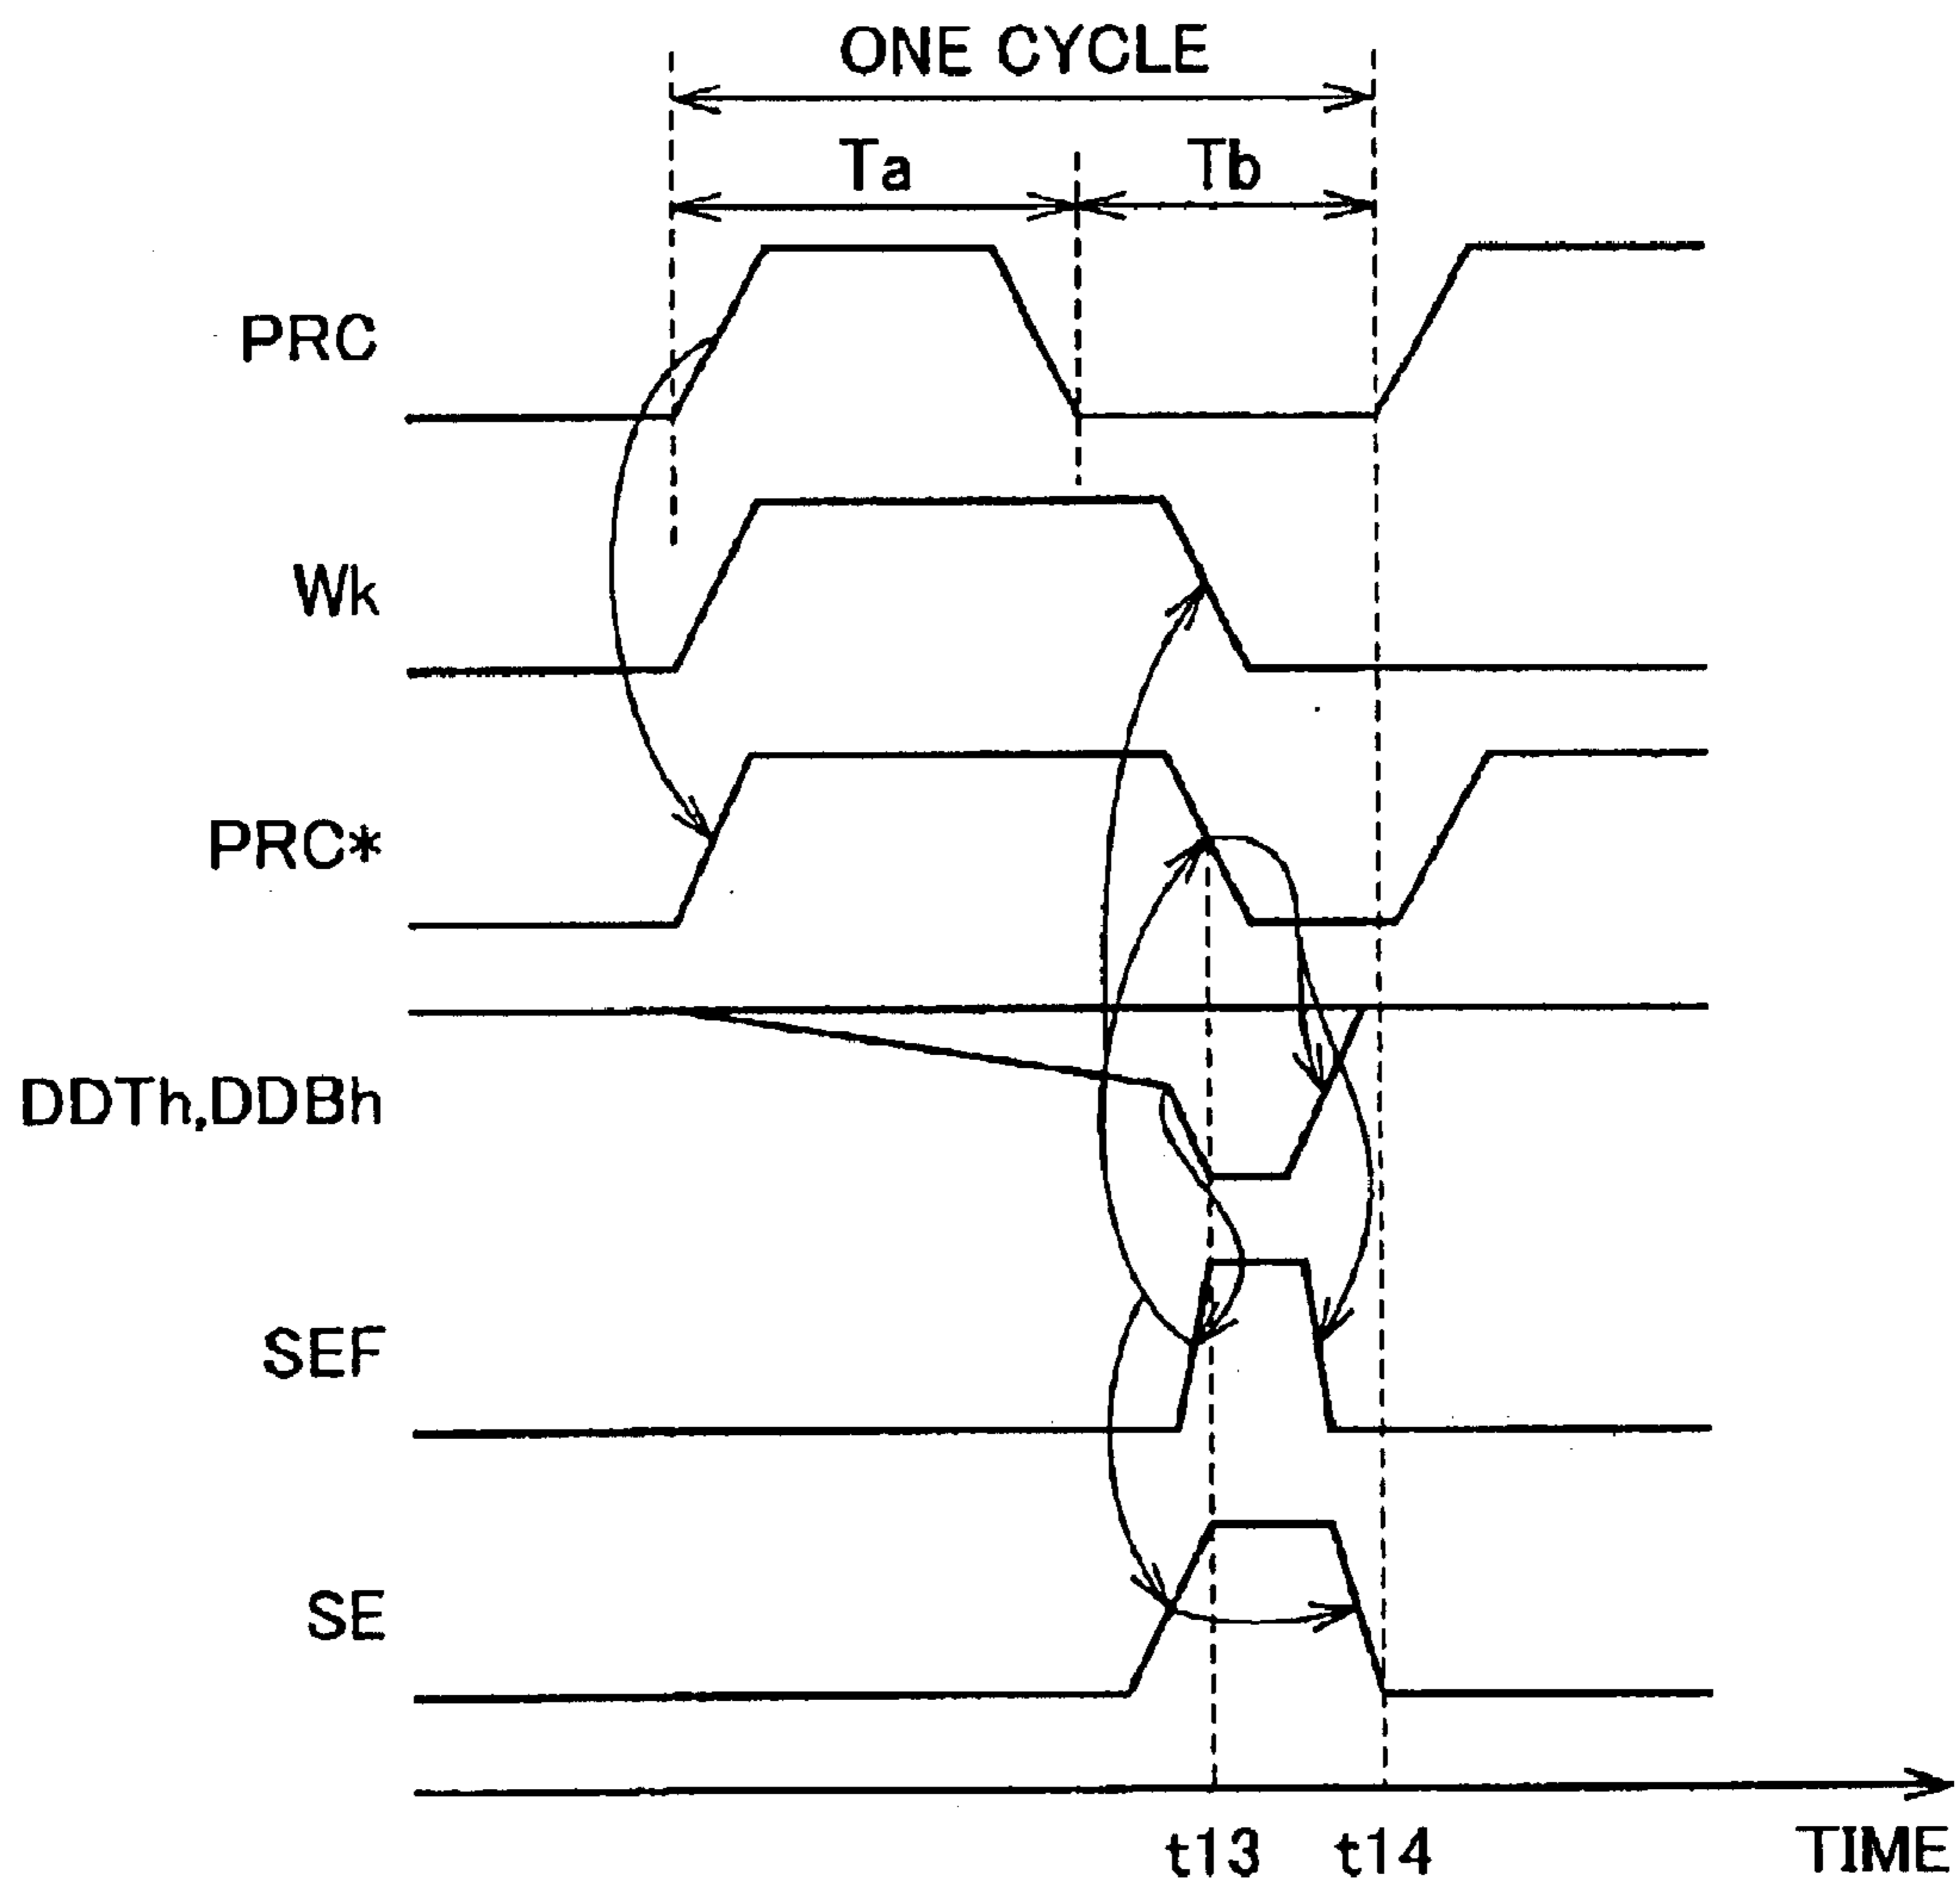 ONE CYCLE
Ta
Tb
PRC
Wk
PRC*
DDTh,DDBh
SEF
SE
t13
t14
TIME